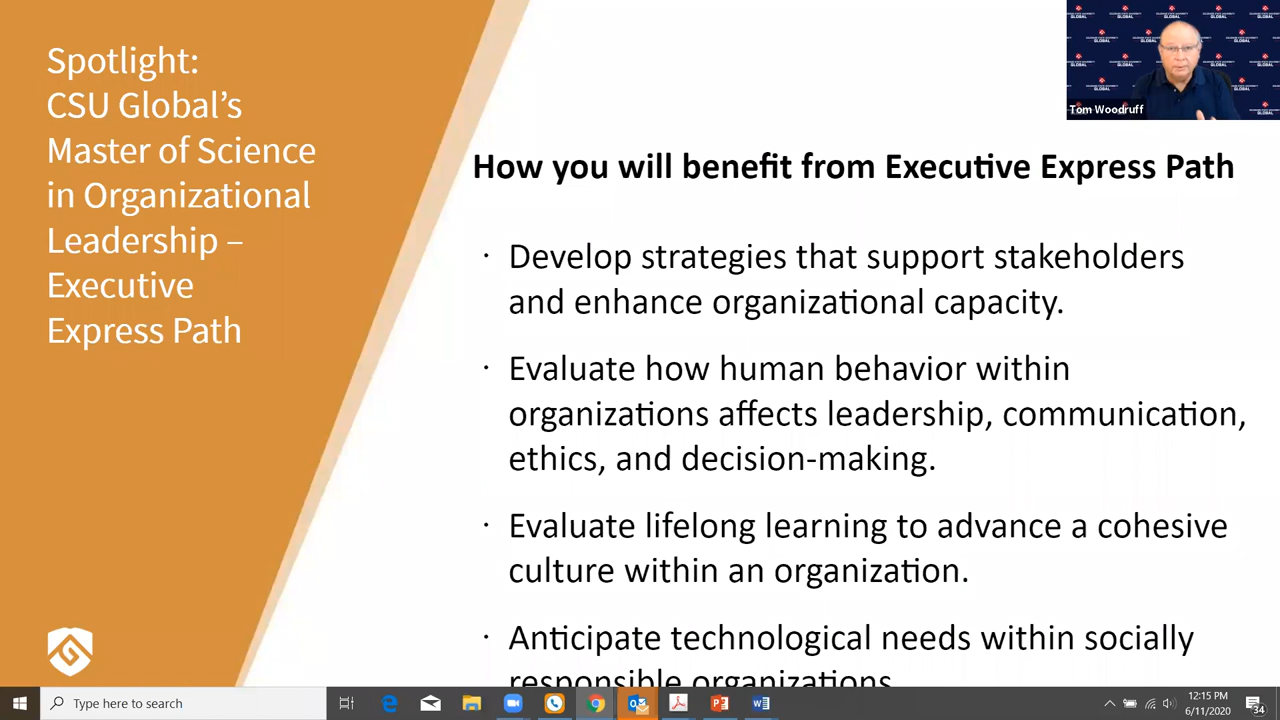 Spotlight:
CSU Global’s
Master of Science
in Organizational
Leadership –
Executive
Express Path
Tom Woodruff
How you will benefit from Executive Express Path
· Develop strategies that support stakeholders
and enhance organizational capacity.
· Evaluate how human behavior within
organizations affects leadership, communication,
ethics, and decision-making.
· Evaluate lifelong learning to advance a cohesive
culture within an organization.
· Anticipate technological needs within socially
responsible organizations
Type here to search
12:15 PM
6/11/2020
34